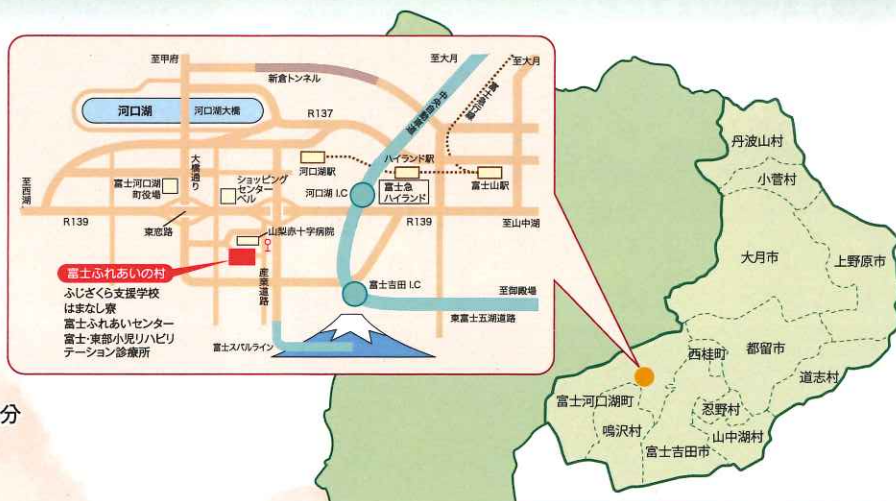 至甲府
新倉トンネル
至大月
至大月
河口湖
河口湖大橋
R137
中央自動車道
富士急行線
至西湖
富士河口湖
町役場
大橋通り
ショッピング
センター
ベル
河口湖駅
ハイランド駅
河口湖 I.C
富士急
ハイランド
富士山駅
R139
R139
至山中湖
東恋路
山梨赤十字病院
富士ふれあいの村
ふじざくら支援学校
はまなし寮
富士ふれあいセンター
富士・東部小児リハビリ
テーション診療所
産業道路
富士吉田 I.C
至御殿場
東富士五湖道路
富士スバルライン
分
丹波山村
小菅村
大月市
上野原市
西桂町
都留市
道志村
富士河口湖町
忍野村
鳴沢村
山中湖村
富士吉田市